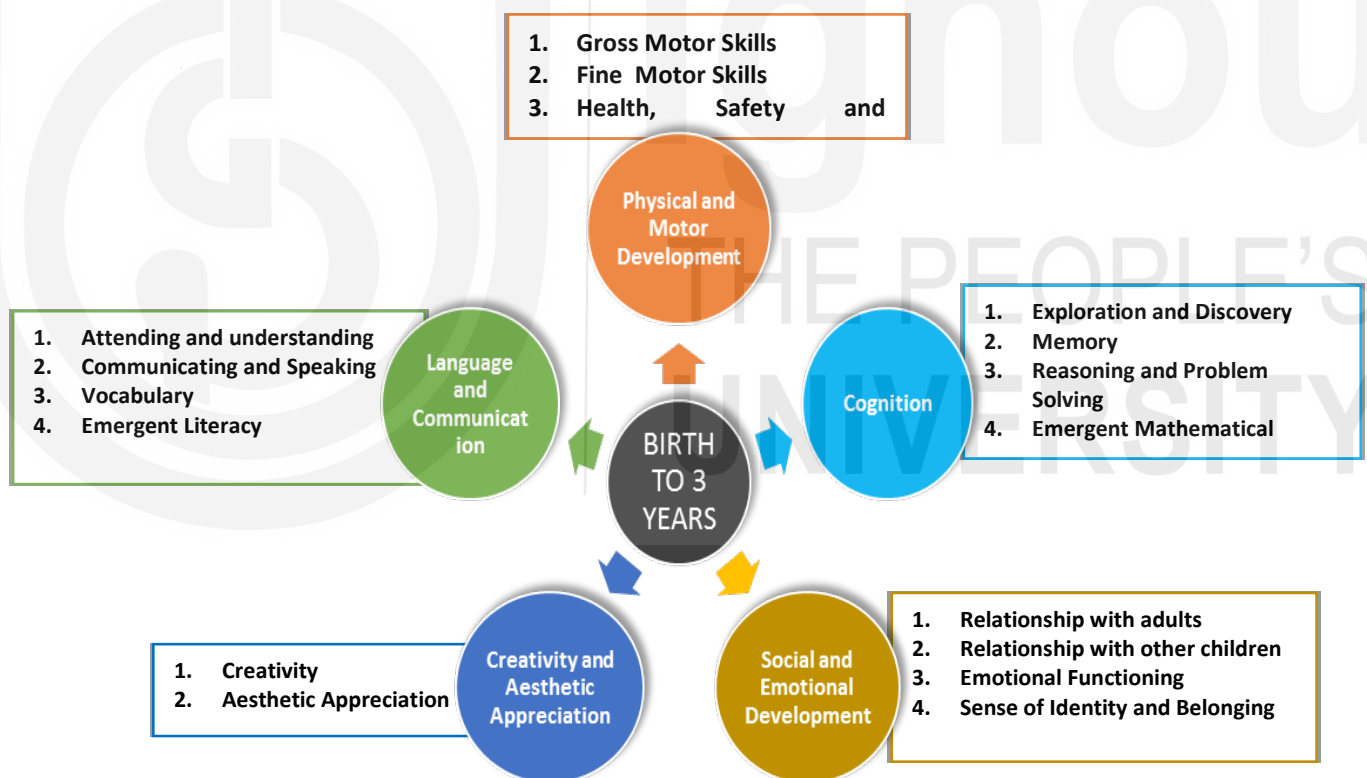 1. Gross Motor Skills
2. Fine Motor Skills
3. Health, Safety and
Physical and
Motor
Development
1. Attending and understanding
2. Communicating and Speaking
3. Vocabulary
4. Emergent Literacy
Language
and
Communicat
ion
Cognition
1. Exploration and Discovery
2. Memory
3. Reasoning and Problem
Solving
4. Emergent Mathematical
BIRTH
TO 3
YEARS
1. Creativity
2. Aesthetic Appreciation
Creativity and
Aesthetic
Appreciation
Social and
Emotional
Development
1. Relationship with adults
2. Relationship with other children
3. Emotional Functioning
4. Sense of Identity and Belonging
ignou
THE PEOPLE'S
UNIVERSITY